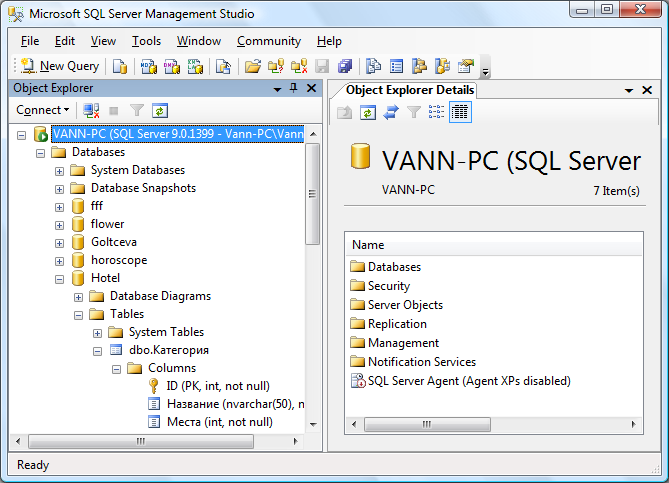 Microsoft SQL Server Management Studio
File Edit View Tools Window Community Help
New Query
Object Explorer
Connect
VANN-PC (SQL Server 9.0.1399 - Vann-PC\Vann
Databases
System Databases
Database Snapshots
fff
flower
Goltceva
horoscope
Hotel
Database Diagrams
Tables
System Tables
dbo.Категория
Columns
ID (PK, int, not null)
Название (nvarchar(50), n
Места (int, not null)
Object Explorer Details
VANN-PC (SQL Server
VANN-PC 7 Item(s)
Name
Databases
Security
Server Objects
Replication
Management
Notification Services
SQL Server Agent (Agent XPs disabled)
Ready